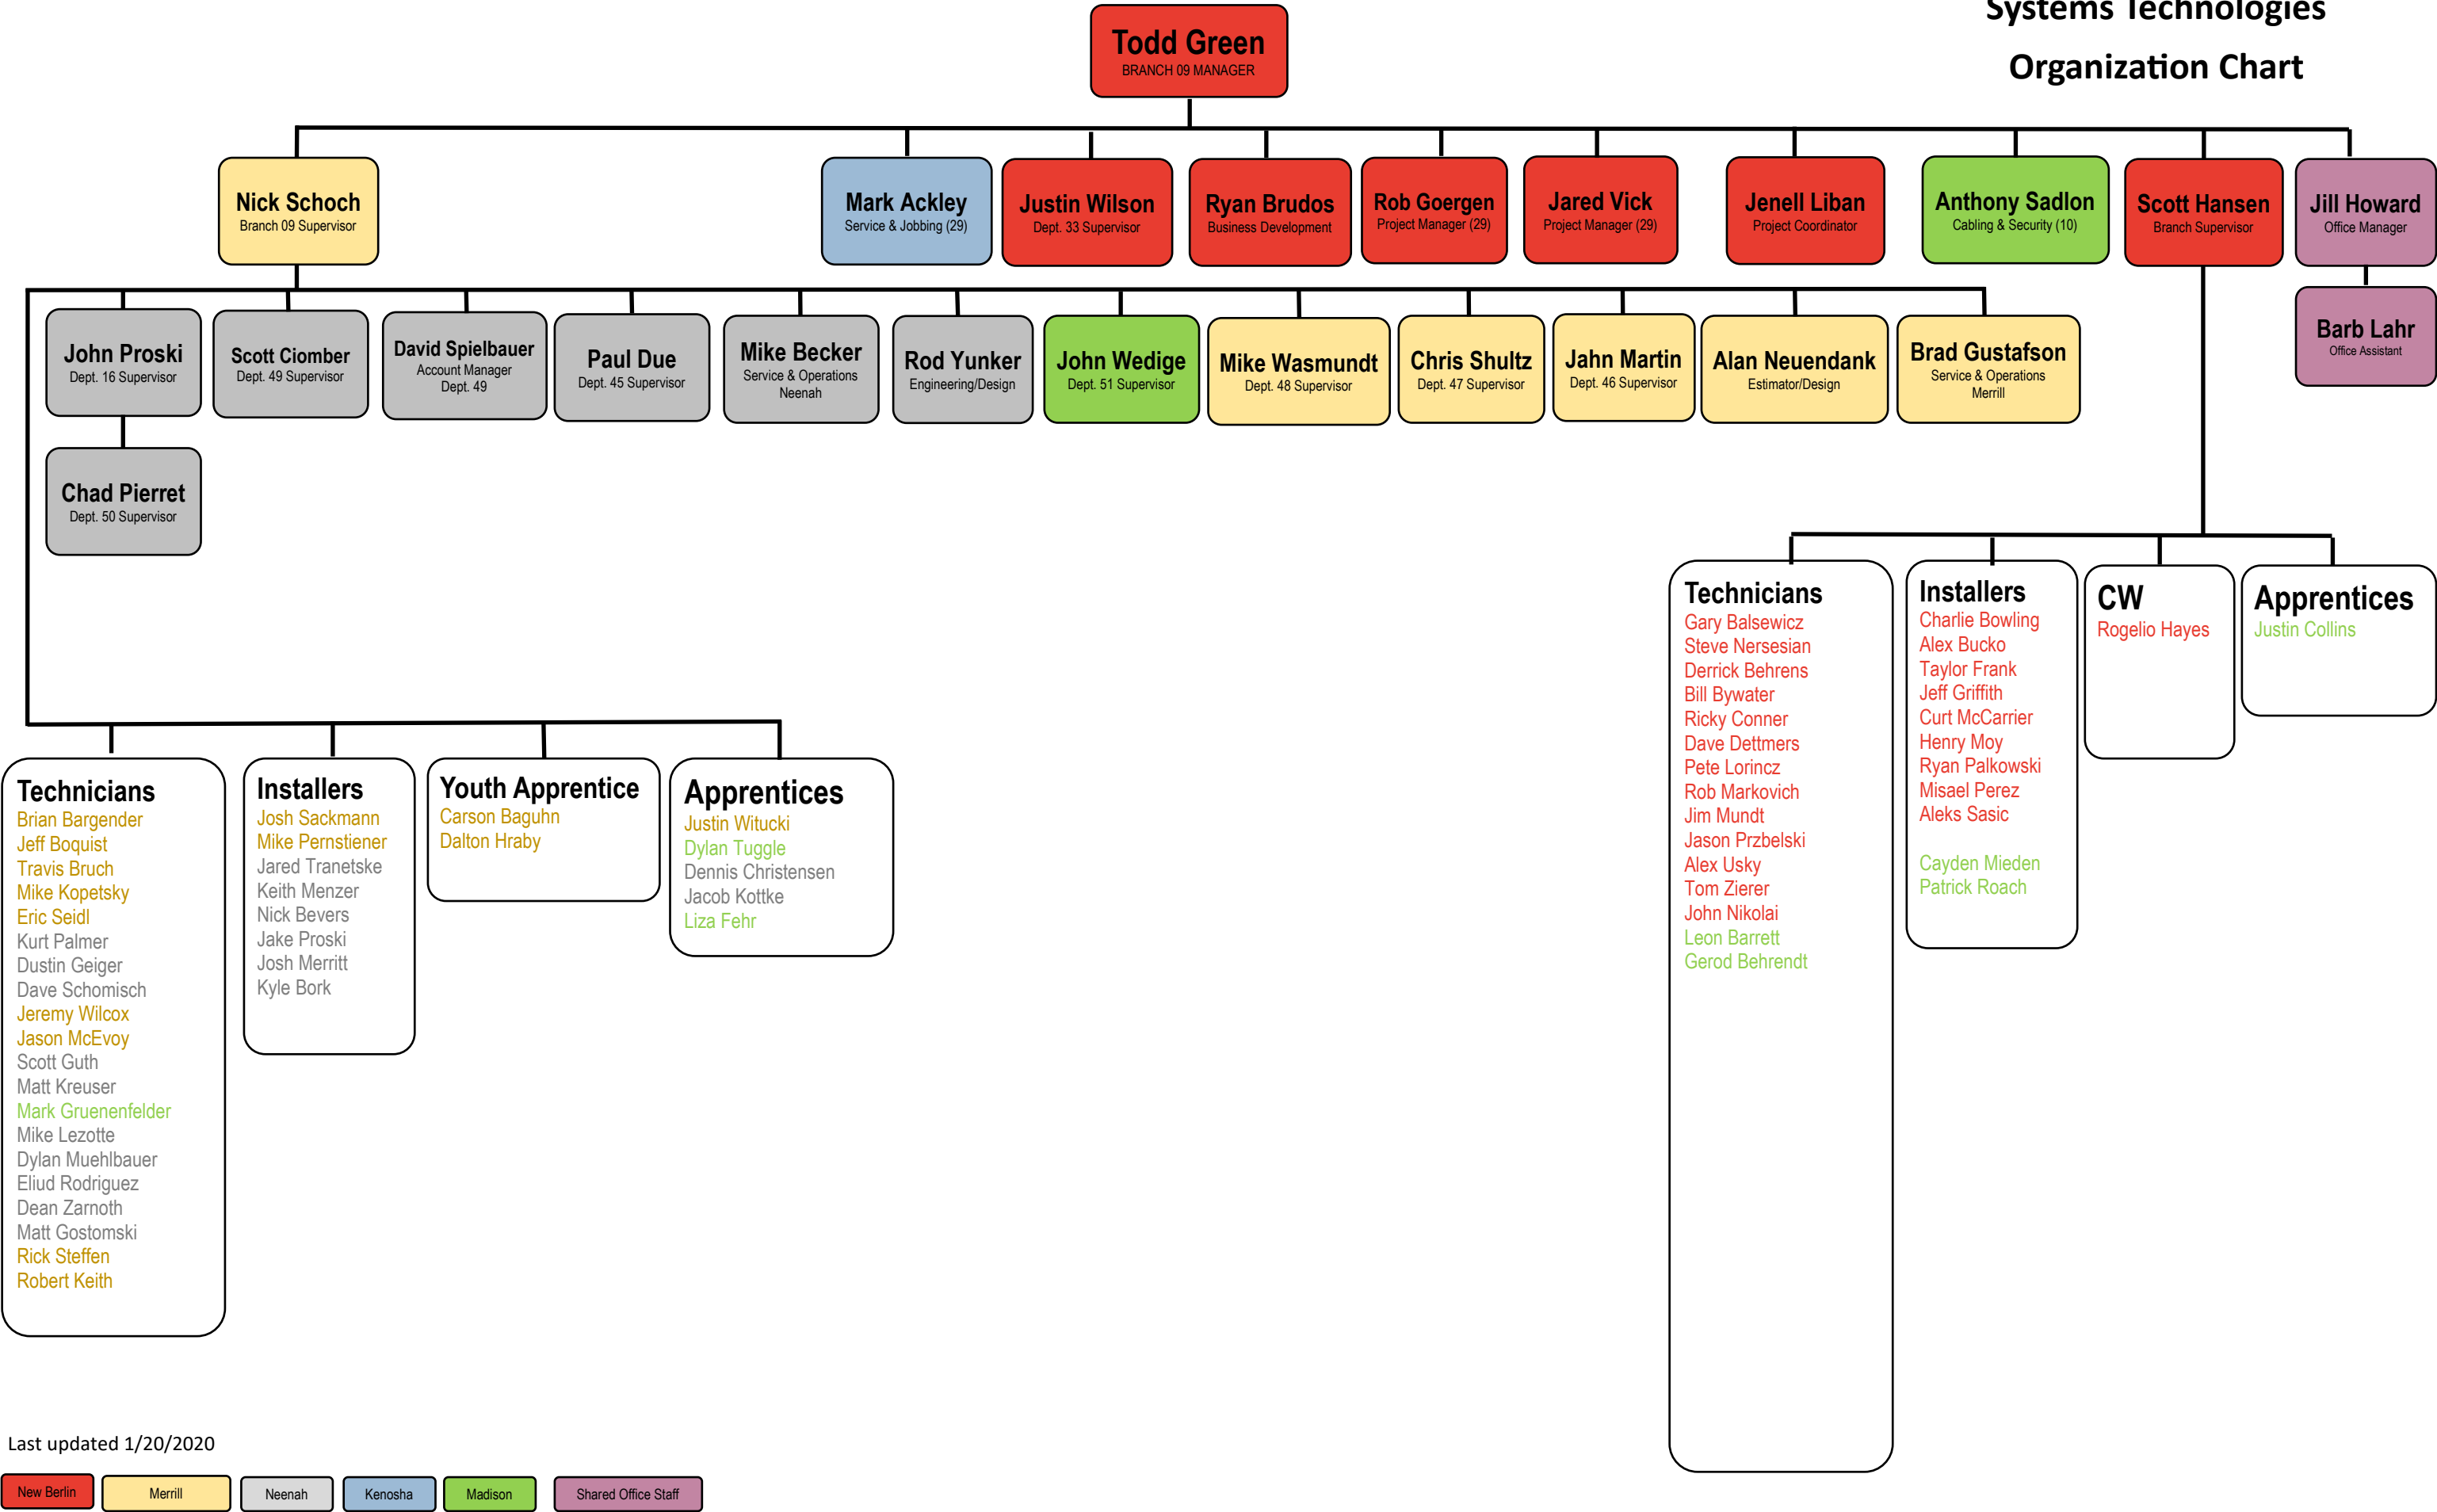 Systems Technologies
Organization Chart
Todd Green
BRANCH 09 MANAGER
Nick Schoch
Branch 09 Supervisor
Mark Ackley
Service & Jobbing (29)
Justin Wilson
Dept. 33 Supervisor
Ryan Brudos
Business Development
Rob Goergen
Project Manager (29)
Jared Vick
Project Manager (29)
Jenell Liban
Project Coordinator
Anthony Sadlon
Cabling & Security (10)
Scott Hansen
Branch Supervisor
Jill Howard
Office Manager
Barb Lahr
Office Assistant
John Proski
Dept. 16 Supervisor
Scott Ciomber
Dept. 49 Supervisor
David Spielbauer
Account Manager
Dept. 49
Paul Due
Dept. 45 Supervisor
Mike Becker
Service & Operations
Neenah
Rod Yunker
Engineering/Design
John Wedige
Dept. 51 Supervisor
Mike Wasmundt
Dept. 48 Supervisor
Chris Shultz
Dept. 47 Supervisor
Jahn Martin
Dept. 46 Supervisor
Alan Neuendank
Estimator/Design
Brad Gustafson
Service & Operations
Merrill
Chad Pierret
Dept. 50 Supervisor
Technicians
Gary Balsewicz
Steve Nersesian
Derrick Behrens
Bill Bywater
Ricky Conner
Dave Dettmers
Pete Lorincz
Rob Markovich
Jim Mundt
Jason Przbelski
Alex Usky
Tom Zierer
John Nikolai
Leon Barrett
Gerod Behrendt
Installers
Charlie Bowling
Alex Bucko
Taylor Frank
Jeff Griffith
Curt McCarrier
Henry Moy
Ryan Palkowski
Misael Perez
Aleks Sasic
Cayden Mieden
Patrick Roach
CW
Rogelio Hayes
Apprentices
Justin Collins
Technicians
Brian Bargender
Jeff Boquist
Travis Bruch
Mike Kopetsky
Eric Seidl
Kurt Palmer
Dustin Geiger
Dave Schomisch
Jeremy Wilcox
Jason McEvoy
Scott Guth
Matt Kreuser
Mark Gruenenfelder
Mike Lezotte
Dylan Muehlbauer
Eliud Rodriguez
Dean Zarnoth
Matt Gostomski
Rick Steffen
Robert Keith
Installers
Josh Sackmann
Mike Pernstiener
Jared Tranetske
Keith Menzer
Nick Bevers
Jake Proski
Josh Merritt
Kyle Bork
Youth Apprentice
Carson Baguhn
Dalton Hraby
Apprentices
Justin Witucki
Dylan Tuggle
Dennis Christensen
Jacob Kottke
Liza Fehr
Last updated 1/20/2020
New Berlin
Merrill
Neenah
Kenosha
Madison
Shared Office Staff